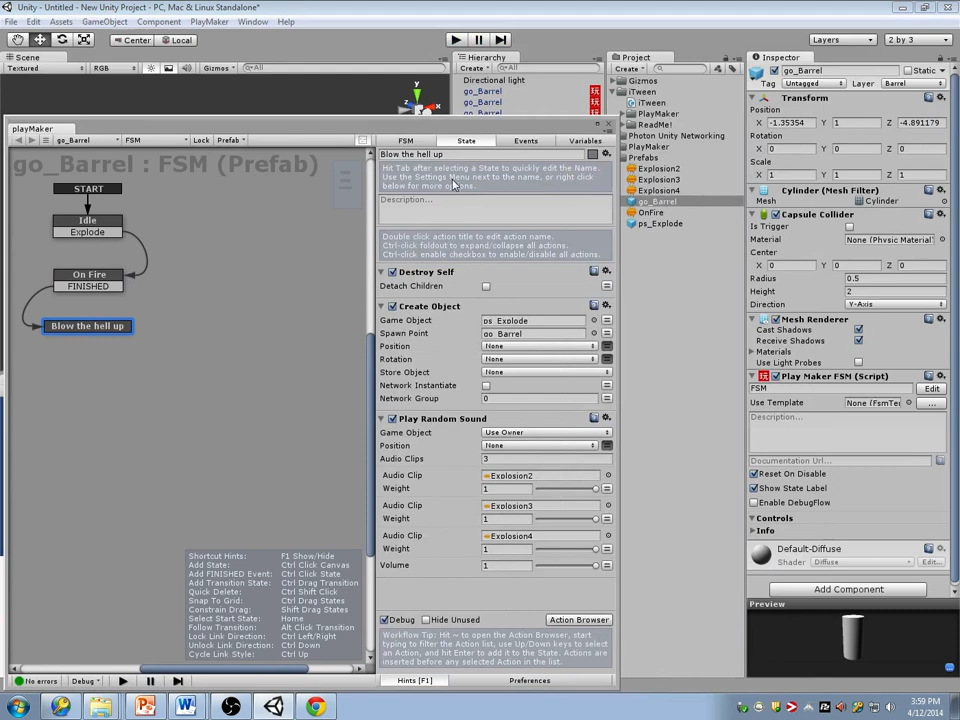 Unity - Untitled - New Unity Project - PC, Mac & Linux Standalone*
File Edit Assets GameObject Component PlayMaker Window Help
Center Local Layers 2 by 3
Scene
Textured RGB Gizmos All
y
x
Hierarchy
Create All
Directional light
go_Barrel
go_Barrel
go_Barrel
Project
Create
Gizmos
iTween
iTween
PlayMaker
ReadMe!
Photon Unity Networking
PlayMaker
Prefabs
Explosion2
Explosion3
Explosion4
go_Barrel
OnFire
ps_Explode
playMaker
go_Barrel FSM Lock Prefab
go_Barrel : FSM (Prefab)
START
Idle
Explode
On Fire
FINISHED
Blow the hell up
Shortcut Hints: F1 Show/Hide
Add State: Ctrl Click Canvas
Add FINISHED Event: Ctrl Click State
Add Transition State: Ctrl Drag Transition
Quick Delete: Ctrl Shift Click
Snap To Grid: Ctrl Drag States
Constrain Drag: Shift Drag States
Select Start State: Home
Follow Transition: Alt Click Transition
Lock Link Direction: Ctrl Left/Right
Unlock Link Direction: Ctrl Down
Cycle Link Style: Ctrl Up
No errors Debug
FSM State Events Variables
Blow the hell up
Hit Tab after selecting a State to quickly edit the Name.
Use the Settings Menu next to the name, or right click
below for more options.
Description...
Double click action title to edit action name.
Ctrl-click foldout to expand/collapse all actions.
Ctrl-click enable checkbox to enable/disable all actions.
Destroy Self
Detach Children
Create Object
Game Object ps_Explode
Spawn Point go_Barrel
Position None
Rotation None
Store Object None
Network Instantiate
Network Group 0
Play Random Sound
Game Object Use Owner
Position None
Audio Clips 3
Audio Clip Explosion2
Weight 1
Audio Clip Explosion3
Weight 1
Audio Clip Explosion4
Weight 1
Volume 1
Debug Hide Unused Action Browser
Workflow Tip: Hit ~ to open the Action Browser, start
typing to filter the Action list, use Up/Down keys to select
an action, and hit Enter to add it to the State. Actions are
inserted before any selected Action in the list.
Hints [F1] Preferences
Inspector
go_Barrel Static
Tag Untagged Layer Barrel
Transform
Position
X -1.35354 Y 1 Z -4.891179
Rotation
X 0 Y 0 Z 0
Scale
X 1 Y 1 Z 1
Cylinder (Mesh Filter)
Mesh Cylinder
Capsule Collider
Is Trigger
Material None (Physic Material)
Center
X 0 Y 0 Z 0
Radius 0.5
Height 2
Direction Y-Axis
Mesh Renderer
Cast Shadows
Receive Shadows
Materials
Use Light Probes
Play Maker FSM (Script)
FSM Edit
Use Template None (FsmTe
Description...
Documentation Url...
Reset On Disable
Show State Label
Enable DebugFlow
Controls
Info
Default-Diffuse
Shader Diffuse Edit...
Add Component
Preview
3:59 PM
4/12/2014